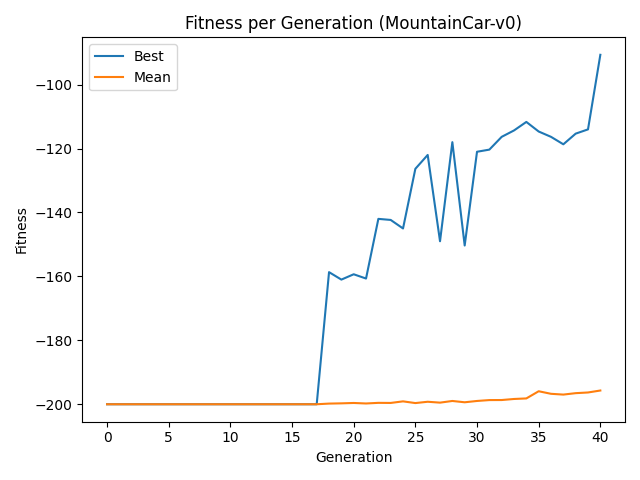 Fitness per Generation (MountainCar-v0)
Best
Mean
Fitness
−100
−120
−140
−160
−180
−200
0 5 10 15 20 25 30 35 40
Generation